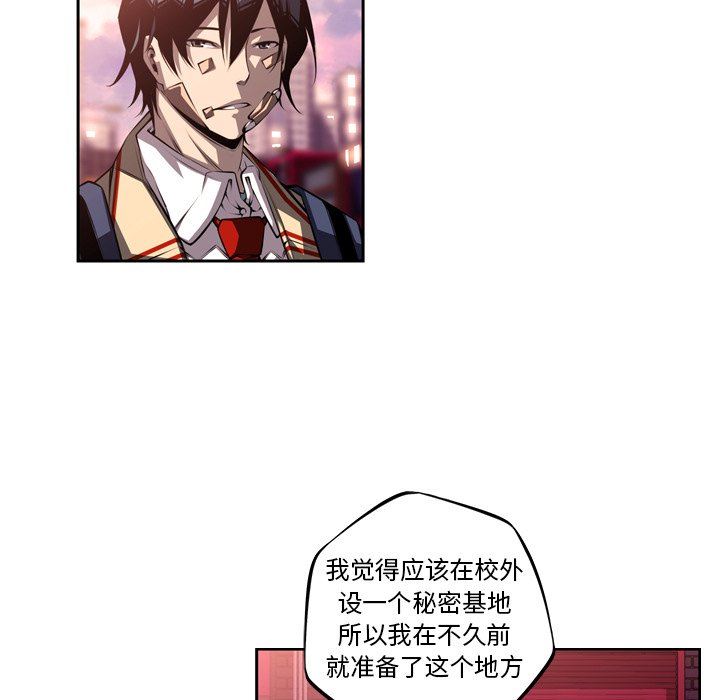 我觉得应该在校外
设一个秘密基地
所以我在不久前
就准备了这个地方